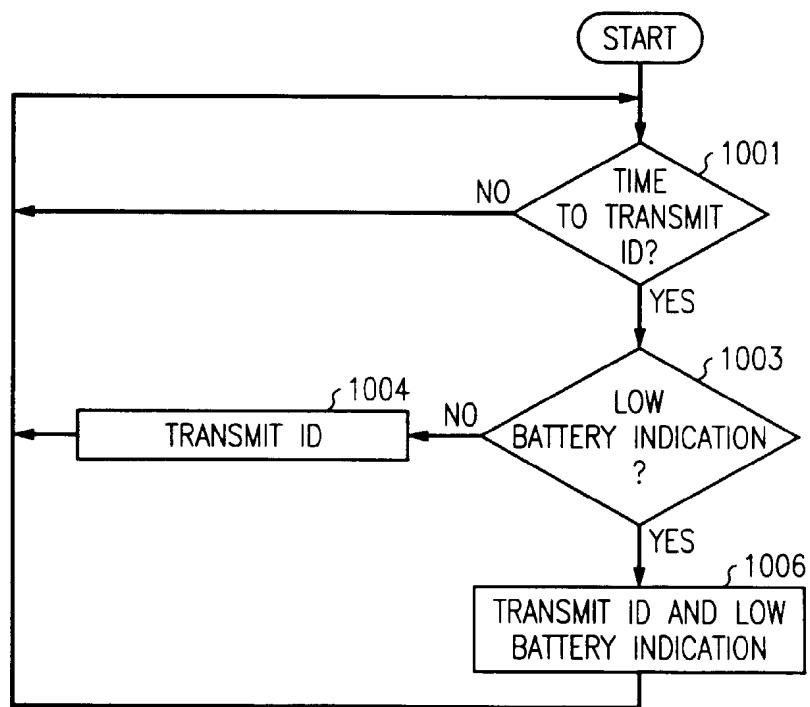 START
1001
TIME
TO TRANSMIT
ID?
NO
YES
1003
LOW
BATTERY INDICATION
?
NO
1004
TRANSMIT ID
YES
1006
TRANSMIT ID AND LOW
BATTERY INDICATION